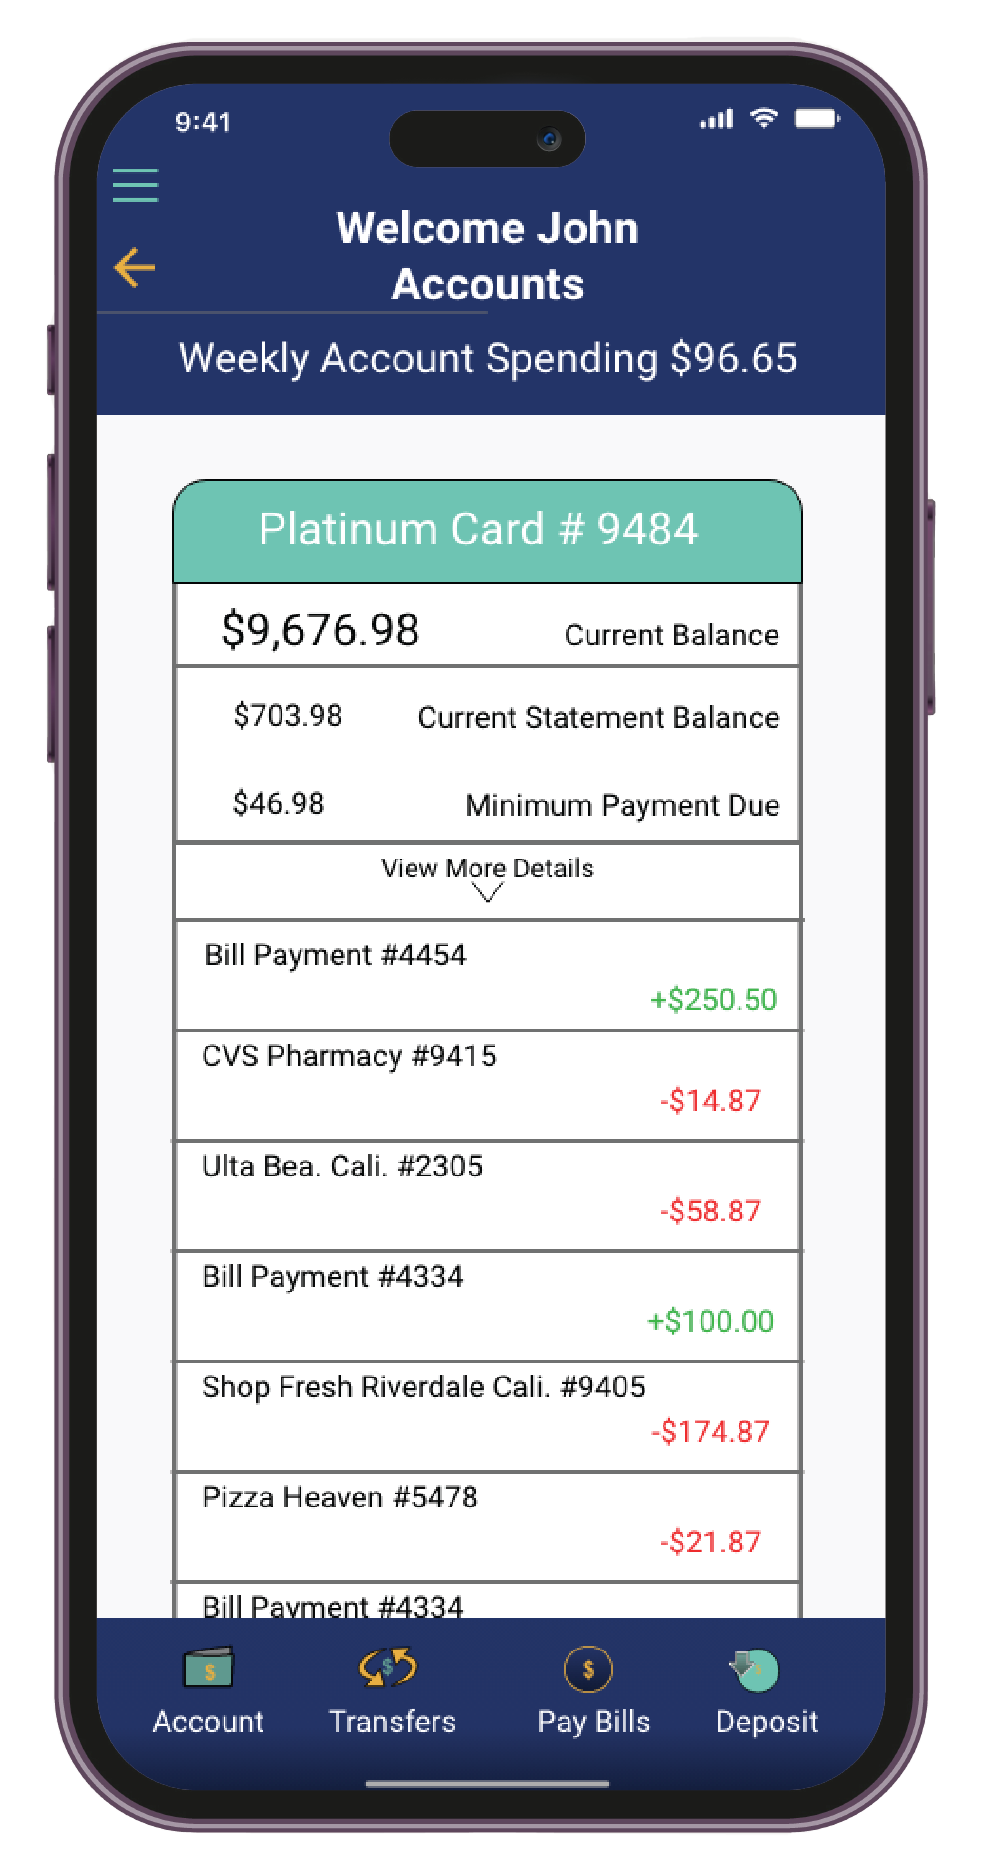 9:41
Welcome John
Accounts
Weekly Account Spending $96.65
Platinum Card # 9484
$9,676.98 Current Balance
$703.98 Current Statement Balance
$46.98 Minimum Payment Due
View More Details
Bill Payment #4454
+$250.50
CVS Pharmacy #9415
-$14.87
Ulta Bea. Cali. #2305
-$58.87
Bill Payment #4334
+$100.00
Shop Fresh Riverdale Cali. #9405
-$174.87
Pizza Heaven #5478
-$21.87
Bill Payment #4334
$ $ $ $
Account Transfers Pay Bills Deposit